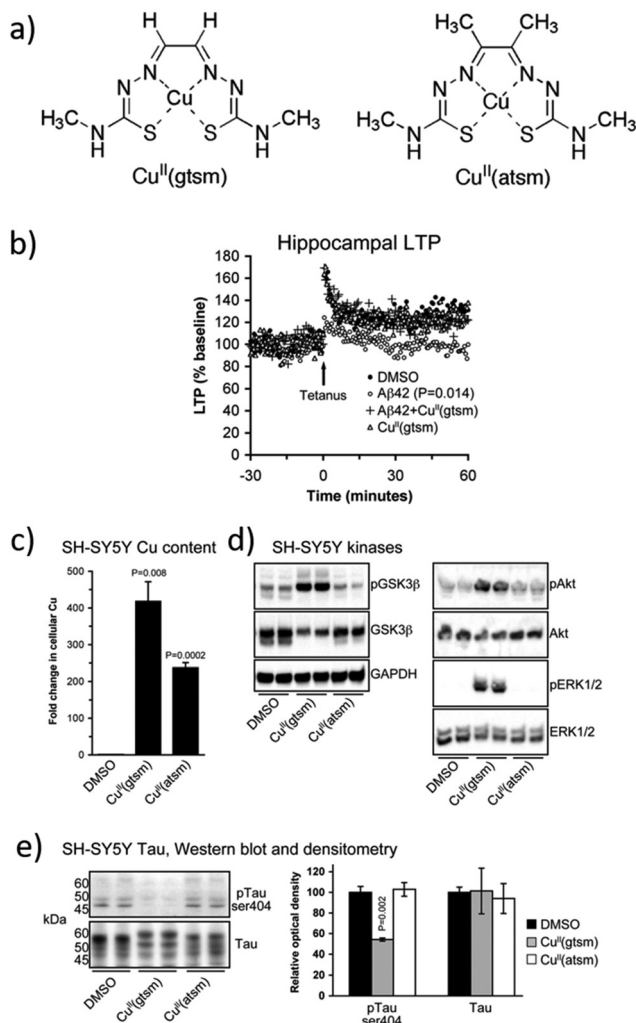 a)
H H
N N
N N
Cu
H₃C N S S N CH₃
H H
Cuᴵᴵ(gtsm)
H₃C CH₃
N N
N N
Cu
H₃C N S S N CH₃
H H
Cuᴵᴵ(atsm)
b)
Hippocampal LTP
LTP (% baseline)
180
160
140
120
100
80
60
40
20
0
Tetanus
DMSO
Aβ42 (P=0.014)
Aβ42+Cuᴵᴵ(gtsm)
Cuᴵᴵ(gtsm)
-30 0 30 60
Time (minutes)
c)
SH-SY5Y Cu content
Fold change in cellular Cu
500
400
300
200
100
0
P=0.008
P=0.0002
DMSO
Cuᴵᴵ(gtsm)
Cuᴵᴵ(atsm)
d)
SH-SY5Y kinases
pGSK3β
GSK3β
GAPDH
DMSO
Cuᴵᴵ(gtsm)
Cuᴵᴵ(atsm)
pAkt
Akt
pERK1/2
ERK1/2
DMSO
Cuᴵᴵ(gtsm)
Cuᴵᴵ(atsm)
e)
SH-SY5Y Tau, Western blot and densitometry
kDa
60
50
45
pTau
ser404
60
50
45
Tau
DMSO
Cuᴵᴵ(gtsm)
Cuᴵᴵ(atsm)
Relative optical density
120
100
80
60
40
20
0
P=0.002
pTau
ser404
Tau
DMSO
Cuᴵᴵ(gtsm)
Cuᴵᴵ(atsm)